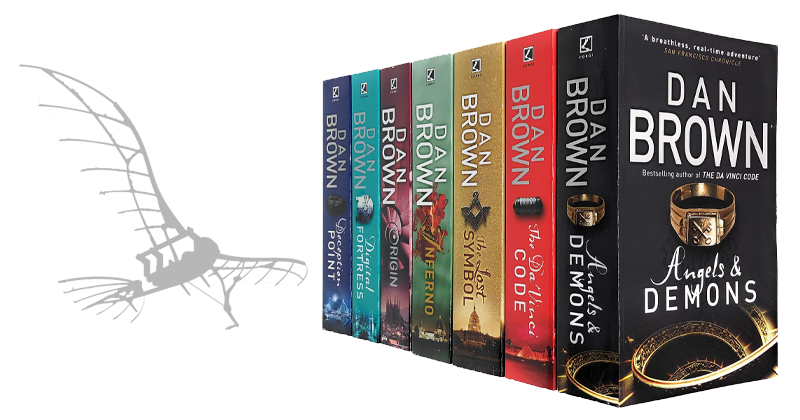 DAN
BROWN
Deception
POINT
DAN
BROWN
Digital
FORTRESS
DAN
BROWN
ORIGIN
DAN
BROWN
INFERNO
DAN
BROWN
The Lost
SYMBOL
DAN
BROWN
The Da Vinci
CODE
CORGI
DAN
BROWN
Angels &
DEMONS
'A breathless, real-time adventure'
SAN FRANCISCO CHRONICLE
DAN
BROWN
Bestselling author of THE DA VINCI CODE
Angels &
DEMONS